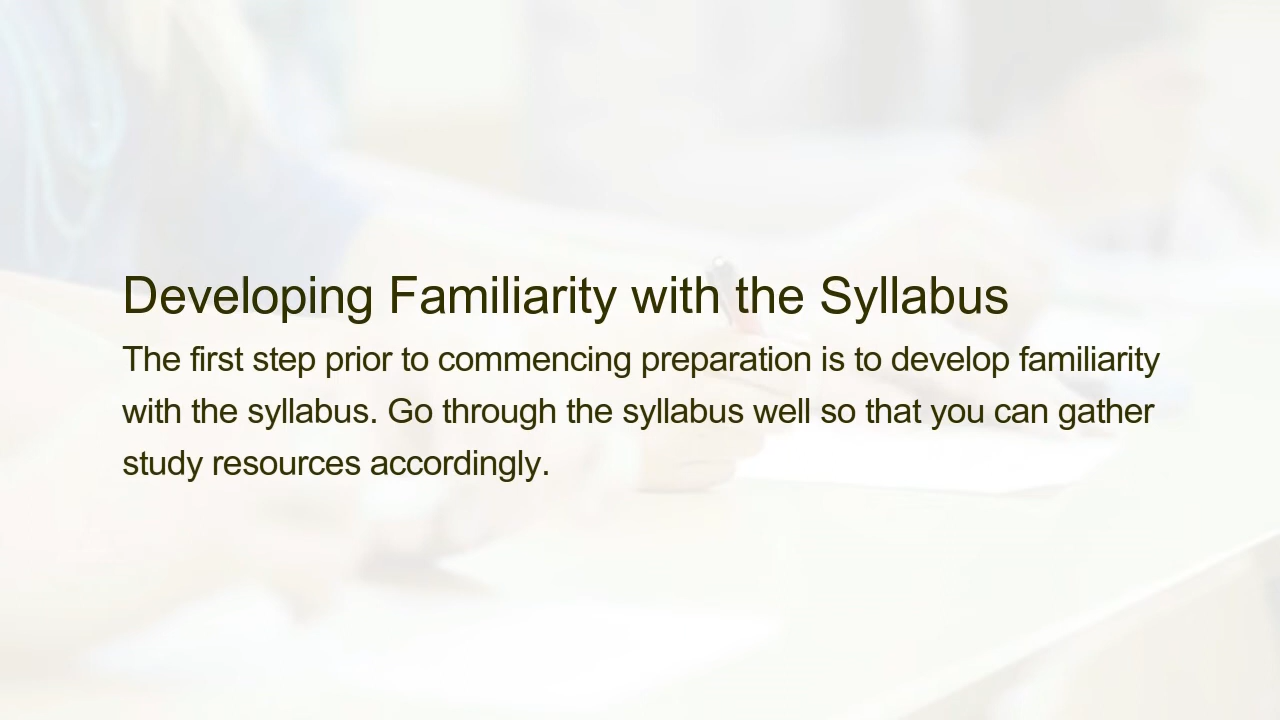 Developing Familiarity with the Syllabus
The first step prior to commencing preparation is to develop familiarity
with the syllabus. Go through the syllabus well so that you can gather
study resources accordingly.